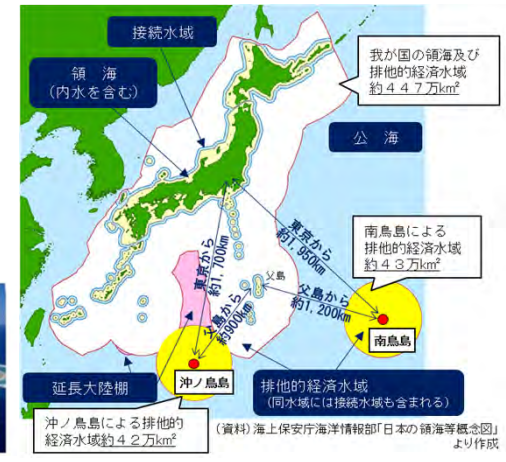 接続水域
領 海
（内水を含む）
我が国の領海及び
排他的経済水域
約４４７万k㎡
公 海
東京から
約1,950km
東京から
約1,700km
南鳥島による
排他的経済水域
約４３万k㎡
父島
父島から
約1,200km
父島から
約900km
南鳥島
延長大陸棚
沖ノ鳥島
排他的経済水域
（同水域には接続水域も含まれる）
沖ノ鳥島による排他的
経済水域約４２万k㎡
（資料）海上保安庁海洋情報部「日本の領海等概念図」
より作成